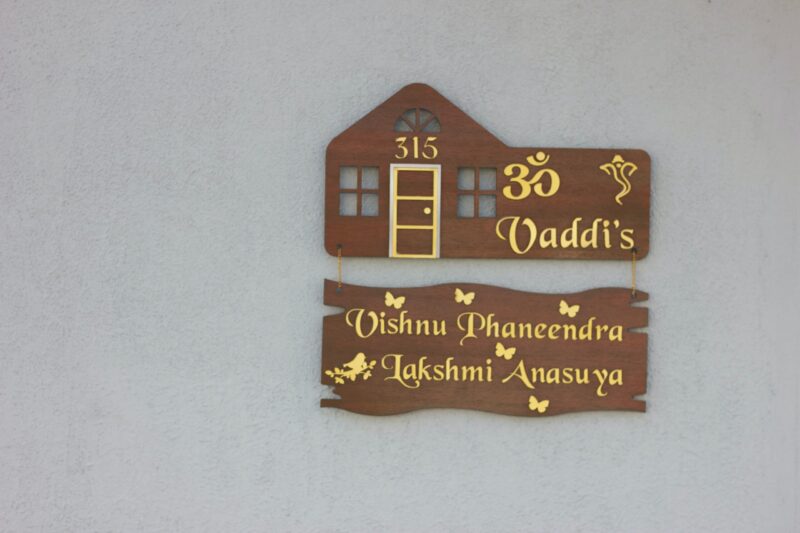 315
ॐ
Vaddi's
Vishnu Phaneendra
Lakshmi Anasuya